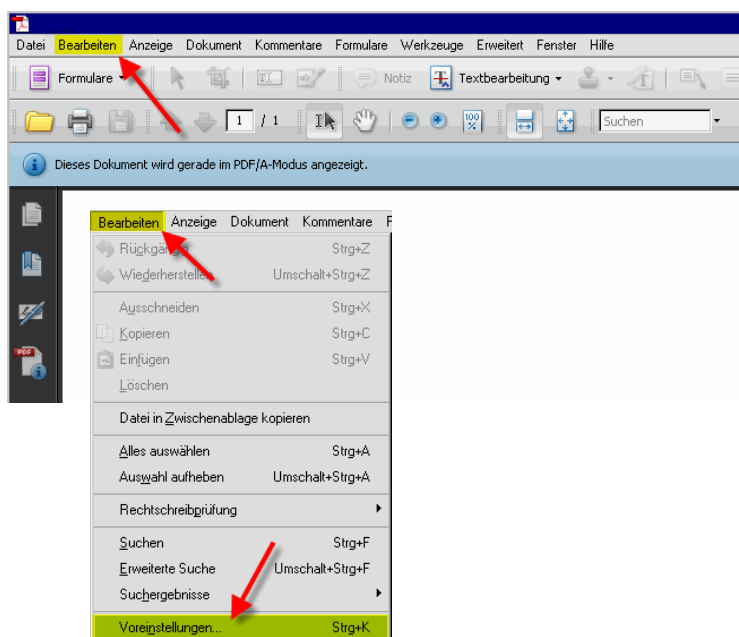 Datei Bearbeiten Anzeige Dokument Kommentare Formulare Werkzeuge Erweitert Fenster Hilfe
Formulare Notiz Textbearbeitung
1 / 1 100 % Suchen
Dieses Dokument wird gerade im PDF/A-Modus angezeigt.
Bearbeiten Anzeige Dokument Kommentare F
Rückgängig Strg+Z
Wiederherstellen Umschalt+Strg+Z
Ausschneiden Strg+X
Kopieren Strg+C
Einfügen Strg+V
Löschen
PDF
Datei in Zwischenablage kopieren
Alles auswählen Strg+A
Auswahl aufheben Umschalt+Strg+A
Rechtschreibprüfung
Suchen Strg+F
Erweiterte Suche Umschalt+Strg+F
Suchergebnisse
Voreinstellungen... Strg+K